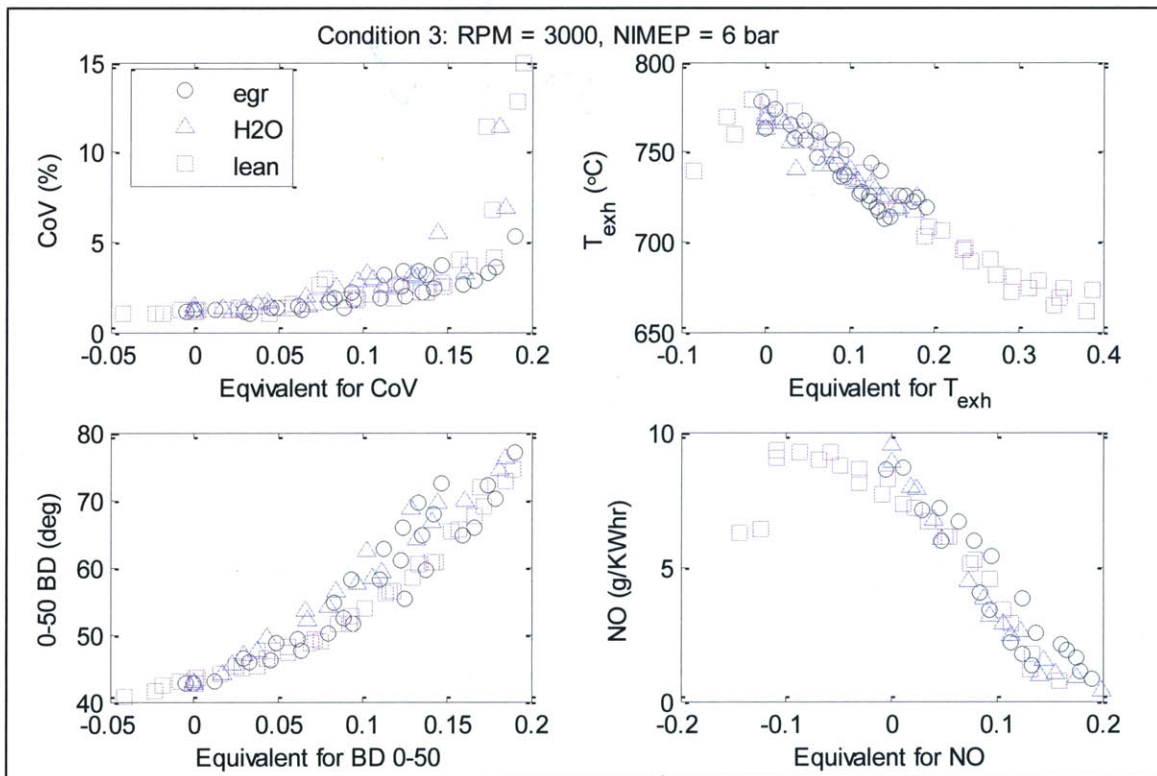 Condition 3: RPM = 3000, NIMEP = 6 bar
15
10
5
0
CoV (%)
egr
H2O
lean
-0.05 0 0.05 0.1 0.15 0.2
Eqvivalent for CoV
800
750
700
650
Texh (oC)
-0.1 0 0.1 0.2 0.3 0.4
Equivalent for Texh
80
70
60
50
40
0-50 BD (deg)
-0.05 0 0.05 0.1 0.15 0.2
Equivalent for BD 0-50
10
5
0
NO (g/KWhr)
-0.2 -0.1 0 0.1 0.2
Equivalent for NO